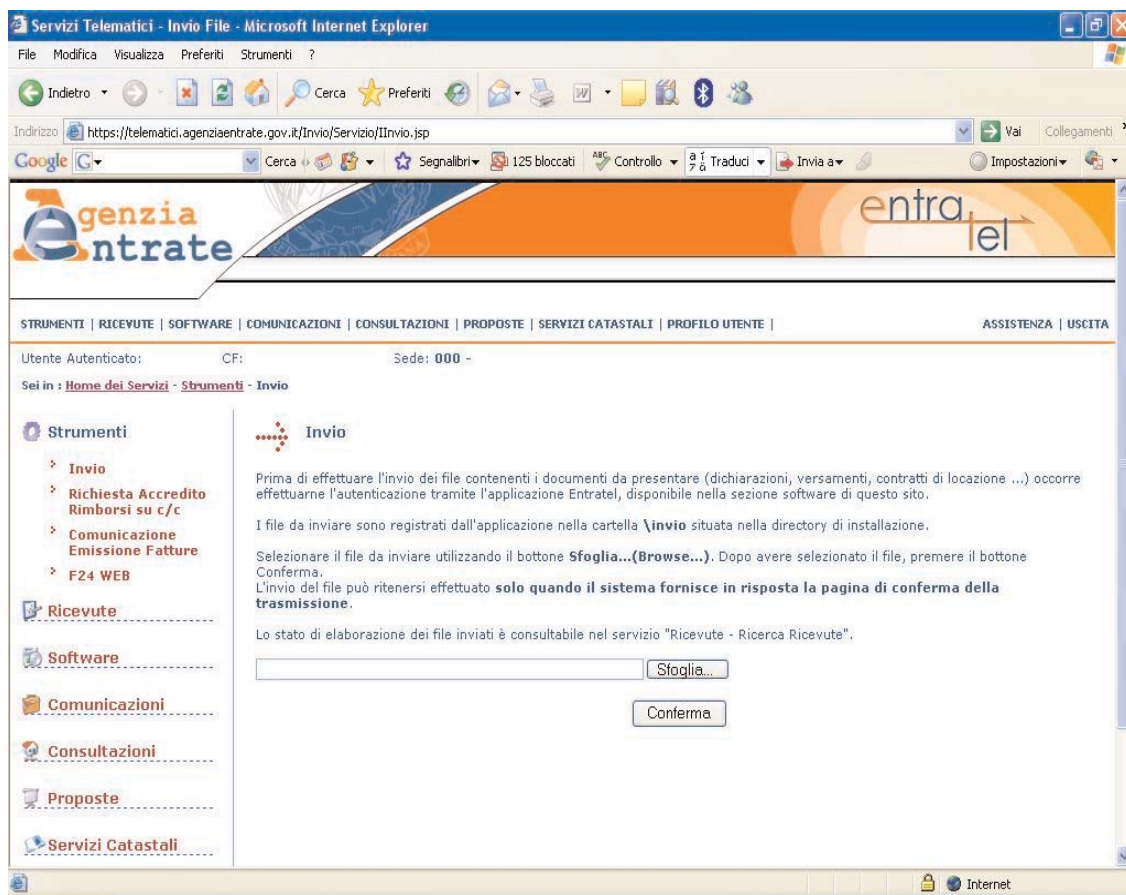 Servizi Telematici - Invio File - Microsoft Internet Explorer
File Modifica Visualizza Preferiti Strumenti ?
Indietro Cerca Preferiti
Indirizzo https://telematici.agenziaentrate.gov.it/Invio/Servizio/IInvio.jsp Vai Collegamenti
Google G Cerca Segnalibri 125 bloccati ABC Controllo Traduci Invia a Impostazioni
Agenzia
Entrate
entra
tel
STRUMENTI | RICEVUTE | SOFTWARE | COMUNICAZIONI | CONSULTAZIONI | PROPOSTE | SERVIZI CATASTALI | PROFILO UTENTE | ASSISTENZA | USCITA
Utente Autenticato: CF: Sede: 000 -
Sei in : Home dei Servizi - Strumenti - Invio
Strumenti
Invio
Richiesta Accredito
Rimborsi su c/c
Comunicazione
Emissione Fatture
F24 WEB
Ricevute
Software
Comunicazioni
Consultazioni
Proposte
Servizi Catastali
Invio
Prima di effettuare l'invio dei file contenenti i documenti da presentare (dichiarazioni, versamenti, contratti di locazione ...) occorre
effettuarne l'autenticazione tramite l'applicazione Entratel, disponibile nella sezione software di questo sito.
I file da inviare sono registrati dall'applicazione nella cartella \invio situata nella directory di installazione.
Selezionare il file da inviare utilizzando il bottone Sfoglia...(Browse...). Dopo avere selezionato il file, premere il bottone
Conferma.
L'invio del file può ritenersi effettuato solo quando il sistema fornisce in risposta la pagina di conferma della
trasmissione.
Lo stato di elaborazione dei file inviati è consultabile nel servizio "Ricevute - Ricerca Ricevute".
Sfoglia...
Conferma
Internet